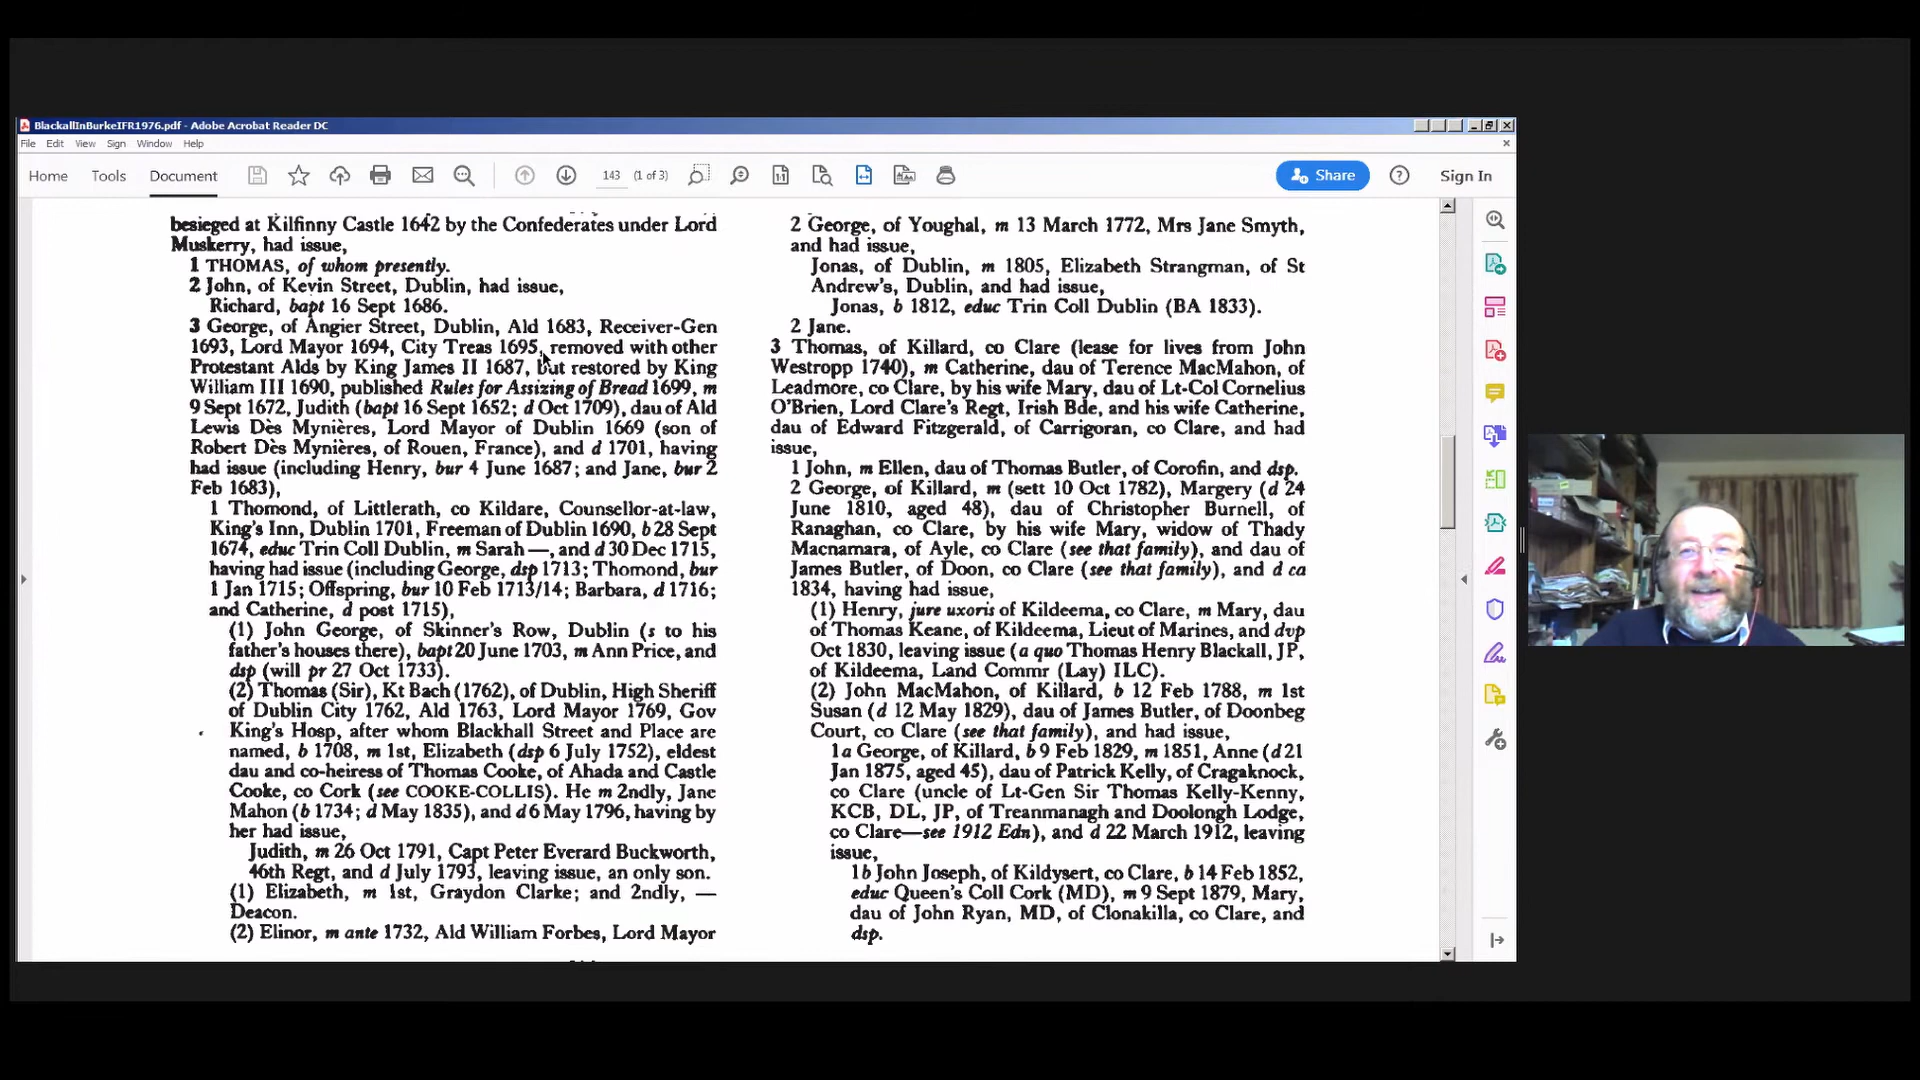 BlackallInBurkeIFR1976.pdf - Adobe Acrobat Reader DC
File Edit View Sign Window Help
Home Tools Document 143 (1 of 3) Share Sign In
besieged at Kilfinny Castle 1642 by the Confederates under Lord
Muskerry, had issue,
1 THOMAS, of whom presently.
2 John, of Kevin Street, Dublin, had issue,
Richard, bapt 16 Sept 1686.
3 George, of Angier Street, Dublin, Ald 1683, Receiver-Gen
1693, Lord Mayor 1694, City Treas 1695, removed with other
Protestant Alds by King James II 1687, but restored by King
William III 1690, published Rules for Assizing of Bread 1699, m
9 Sept 1672, Judith (bapt 16 Sept 1652; d Oct 1709), dau of Ald
Lewis Dès Mynières, Lord Mayor of Dublin 1669 (son of
Robert Dès Mynières, of Rouen, France), and d 1701, having
had issue (including Henry, bur 4 June 1687; and Jane, bur 2
Feb 1683),
1 Thomond, of Littlerath, co Kildare, Counsellor-at-law,
King's Inn, Dublin 1701, Freeman of Dublin 1690, b 28 Sept
1674, educ Trin Coll Dublin, m Sarah —, and d 30 Dec 1715,
having had issue (including George, dsp 1713; Thomond, bur
1 Jan 1715; Offspring, bur 10 Feb 1713/14; Barbara, d 1716;
and Catherine, d post 1715),
(1) John George, of Skinner's Row, Dublin (s to his
father's houses there), bapt 20 June 1703, m Ann Price, and
dsp (will pr 27 Oct 1733).
(2) Thomas (Sir), Kt Bach (1762), of Dublin, High Sheriff
of Dublin City 1762, Ald 1763, Lord Mayor 1769, Gov
King's Hosp, after whom Blackhall Street and Place are
named, b 1708, m 1st, Elizabeth (dsp 6 July 1752), eldest
dau and co-heiress of Thomas Cooke, of Ahada and Castle
Cooke, co Cork (see COOKE-COLLIS). He m 2ndly, Jane
Mahon (b 1734; d May 1835), and d 6 May 1796, having by
her had issue,
Judith, m 26 Oct 1791, Capt Peter Everard Buckworth,
46th Regt, and d July 1793, leaving issue, an only son.
(1) Elizabeth, m 1st, Graydon Clarke; and 2ndly, —
Deacon.
(2) Elinor, m ante 1732, Ald William Forbes, Lord Mayor
2 George, of Youghal, m 13 March 1772, Mrs Jane Smyth,
and had issue,
Jonas, of Dublin, m 1805, Elizabeth Strangman, of St
Andrew's, Dublin, and had issue,
Jonas, b 1812, educ Trin Coll Dublin (BA 1833).
2 Jane.
3 Thomas, of Killard, co Clare (lease for lives from John
Westropp 1740), m Catherine, dau of Terence MacMahon, of
Leadmore, co Clare, by his wife Mary, dau of Lt-Col Cornelius
O'Brien, Lord Clare's Regt, Irish Bde, and his wife Catherine,
dau of Edward Fitzgerald, of Carrigoran, co Clare, and had
issue,
1 John, m Ellen, dau of Thomas Butler, of Corofin, and dsp.
2 George, of Killard, m (sett 10 Oct 1782), Margery (d 24
June 1810, aged 48), dau of Christopher Burnell, of
Ranaghan, co Clare, by his wife Mary, widow of Thady
Macnamara, of Ayle, co Clare (see that family), and dau of
James Butler, of Doon, co Clare (see that family), and d ca
1834, having had issue,
(1) Henry, jure uxoris of Kildeema, co Clare, m Mary, dau
of Thomas Keane, of Kildeema, Lieut of Marines, and dvp
Oct 1830, leaving issue (a quo Thomas Henry Blackall, JP,
of Kildeema, Land Commr (Lay) ILC).
(2) John MacMahon, of Killard, b 12 Feb 1788, m 1st
Susan (d 12 May 1829), dau of James Butler, of Doonbeg
Court, co Clare (see that family), and had issue,
1a George, of Killard, b 9 Feb 1829, m 1851, Anne (d 21
Jan 1875, aged 45), dau of Patrick Kelly, of Cragaknock,
co Clare (uncle of Lt-Gen Sir Thomas Kelly-Kenny,
KCB, DL, JP, of Treanmanagh and Doolongh Lodge,
co Clare—see 1912 Edn), and d 22 March 1912, leaving
issue,
1b John Joseph, of Kildysert, co Clare, b 14 Feb 1852,
educ Queen's Coll Cork (MD), m 9 Sept 1879, Mary,
dau of John Ryan, MD, of Clonakilla, co Clare, and
dsp.